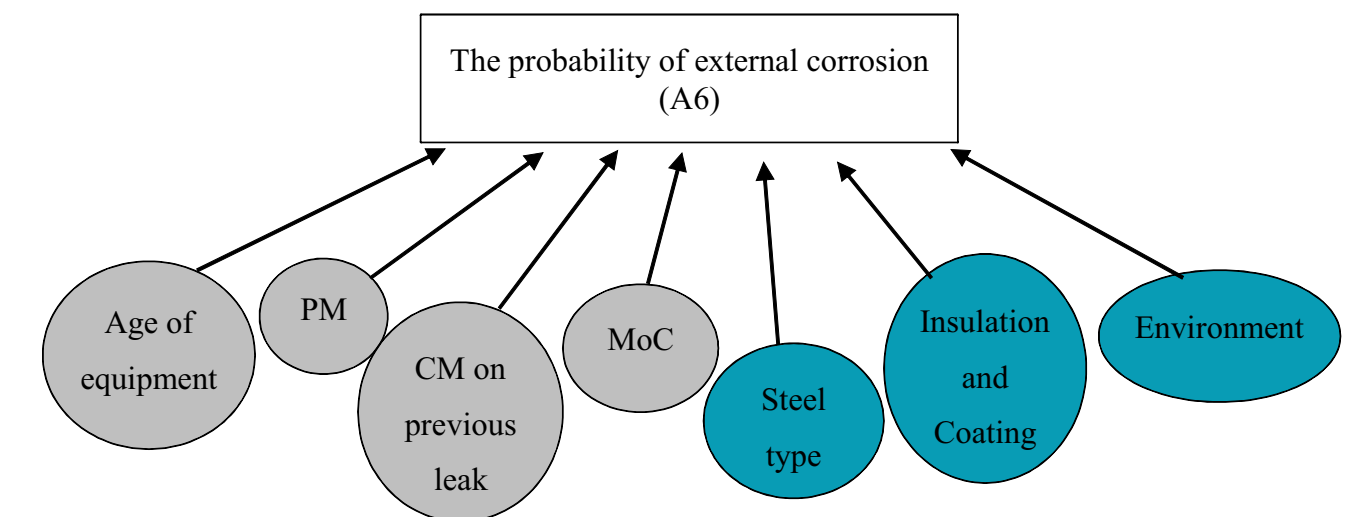 The probability of external corrosion
(A6)
Age of
equipment
PM
CM on
previous
leak
MoC
Steel
type
Insulation
and
Coating
Environment